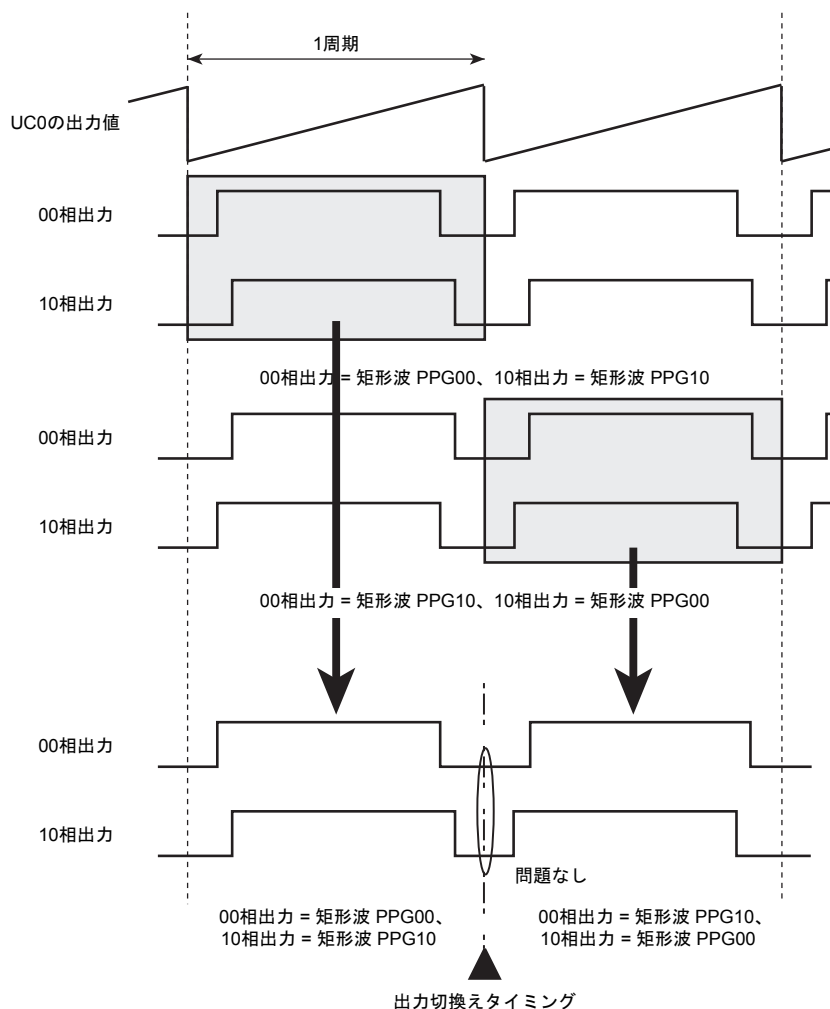 1周期
UC0の出力値
00相出力
10相出力
00相出力 = 矩形波 PPG00、10相出力 = 矩形波 PPG10
00相出力
10相出力
00相出力 = 矩形波 PPG10、10相出力 = 矩形波 PPG00
00相出力
10相出力
問題なし
00相出力 = 矩形波 PPG00、
10相出力 = 矩形波 PPG10
00相出力 = 矩形波 PPG10、
10相出力 = 矩形波 PPG00
出力切換えタイミング